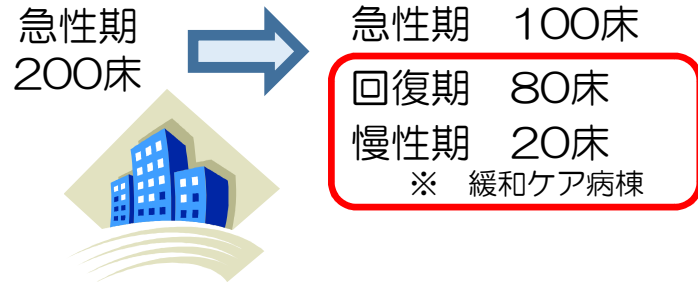 急性期
200床
急性期　100床
回復期　80床
慢性期　20床
※　緩和ケア病棟